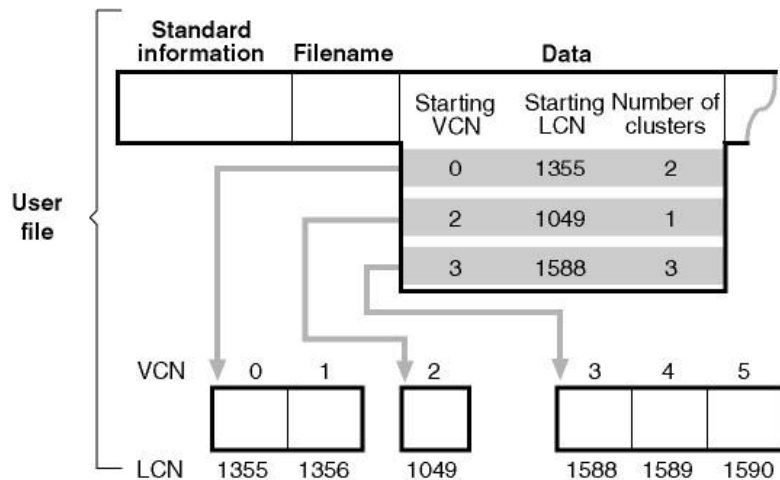 Standard information Filename Data
Starting VCN Starting LCN Number of clusters
0 1355 2
2 1049 1
3 1588 3
User file
VCN 0 1 2 3 4 5
LCN 1355 1356 1049 1588 1589 1590